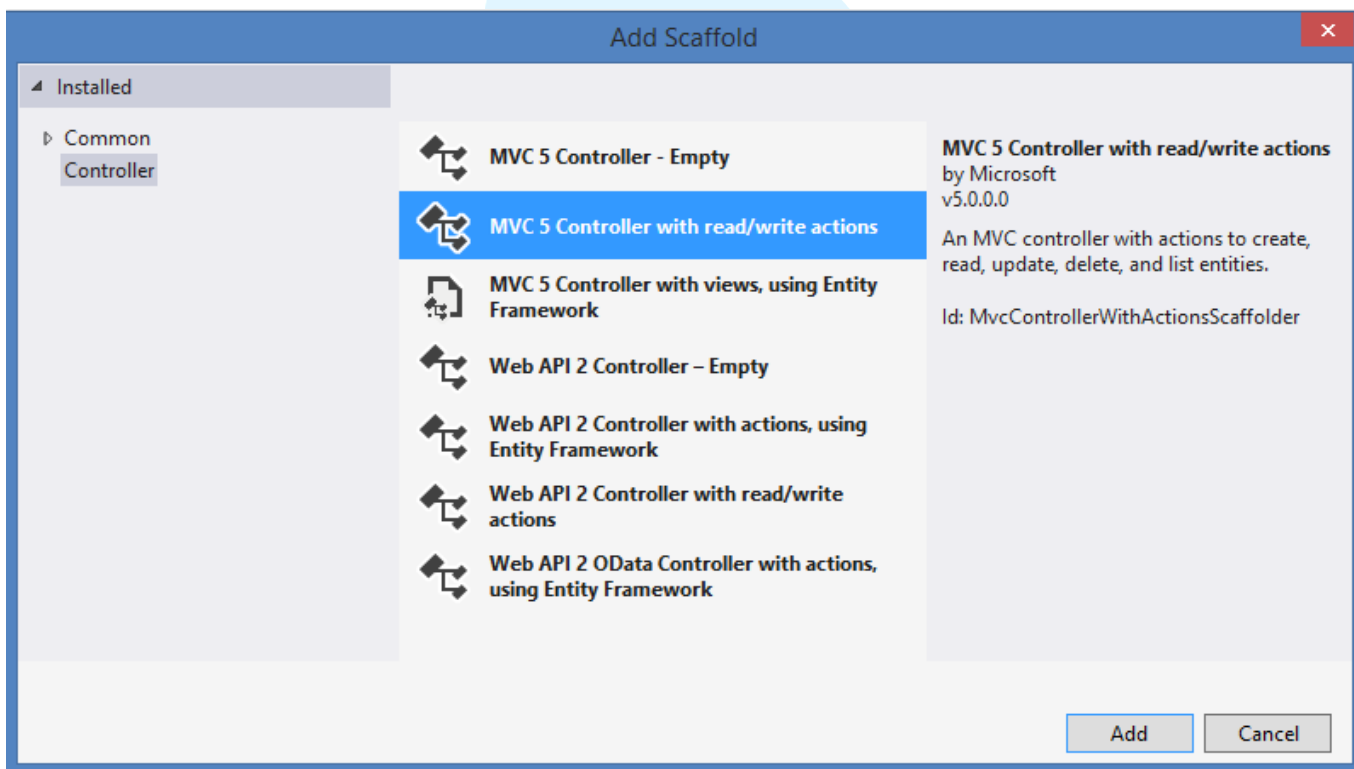 Add Scaffold
Installed
Common
Controller
MVC 5 Controller - Empty
MVC 5 Controller with read/write actions
MVC 5 Controller with views, using Entity
Framework
Web API 2 Controller – Empty
Web API 2 Controller with actions, using
Entity Framework
Web API 2 Controller with read/write
actions
Web API 2 OData Controller with actions,
using Entity Framework
MVC 5 Controller with read/write actions
by Microsoft
v5.0.0.0
An MVC controller with actions to create,
read, update, delete, and list entities.
Id: MvcControllerWithActionsScaffolder
Add
Cancel